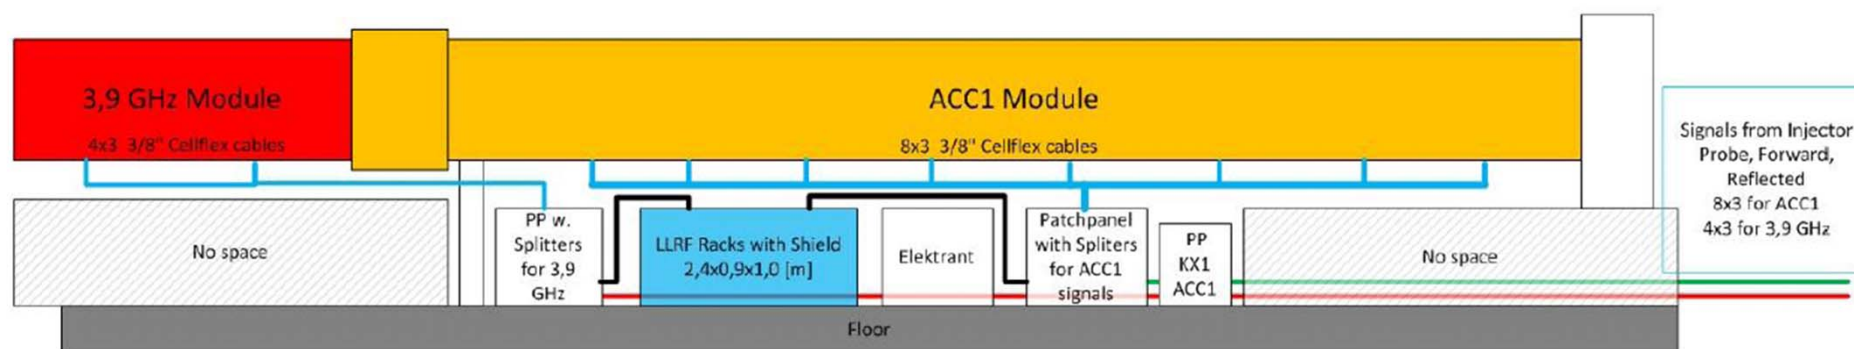 3,9 GHz Module
4x3 3/8" Cellflex cables
ACC1 Module
8x3 3/8" Cellflex cables
Signals from Injector
Probe, Forward,
Reflected
8x3 for ACC1
4x3 for 3,9 GHz
No space
PP w.
Splitters
for 3,9
GHz
LLRF Racks with Shield
2,4x0,9x1,0 [m]
Elektrant
Patchpanel
with Spliters
for ACC1
signals
PP
KX1
ACC1
No space
Floor